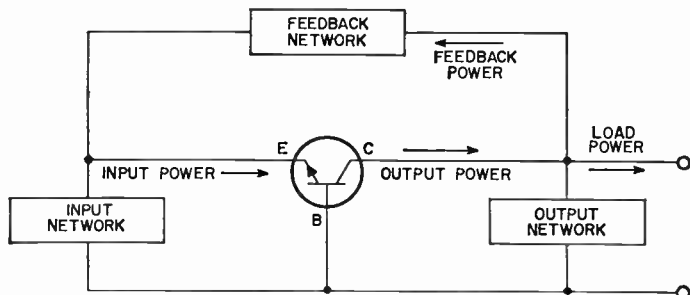 FEEDBACK
NETWORK
FEEDBACK
POWER
E
C
LOAD
POWER
INPUT POWER
OUTPUT POWER
INPUT
NETWORK
B
OUTPUT
NETWORK